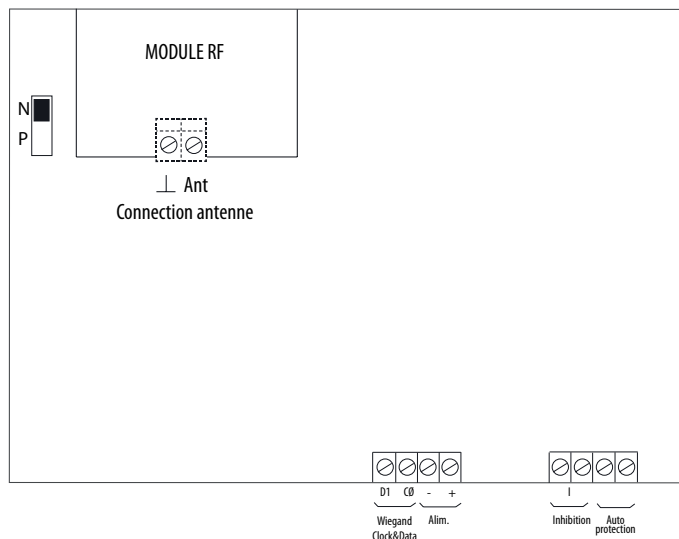 MODULE RF
N
P
⊥ Ant
Connection antenne
D1 CØ - +
I
Wiegand
Clock&Data
Alim.
Inhibition
Auto
protection